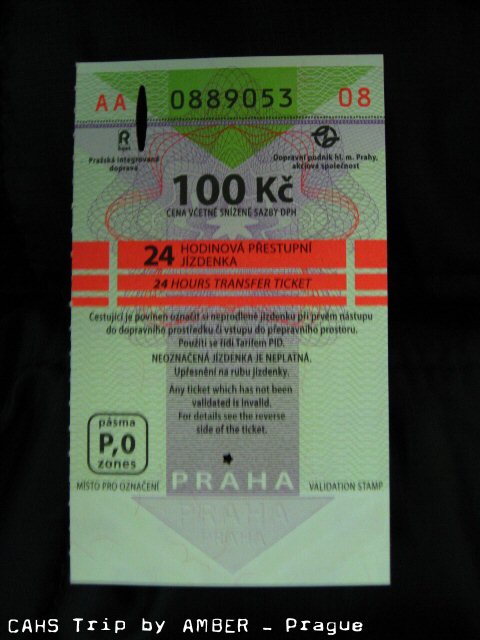 AA 0889053 08
Pražská integrovaná
doprava
Dopravní podnik hl. m. Prahy,
akciová společnost
100 Kč
CENA VČETNĚ SNÍŽENÉ SAZBY DPH
24 HODINOVÁ PŘESTUPNÍ
JÍZDENKA
24 HOURS TRANSFER TICKET
Cestující je povinen označit si neprodleně jízdenku při prvém nástupu
do dopravního prostředku či vstupu do přepravního prostoru.
Použití se řídí Tarifem PID.
NEOZNAČENÁ JÍZDENKA JE NEPLATNÁ.
Upřesnění na rubu jízdenky.
Any ticket which has not been
validated is invalid.
For details see the reverse
side of the ticket.
pásma
P,0
zones
PRAHA
MÍSTO PRO OZNAČENÍ VALIDATION STAMP
PRAHA
PRAHA
CAHS Trip by AMBER - Prague